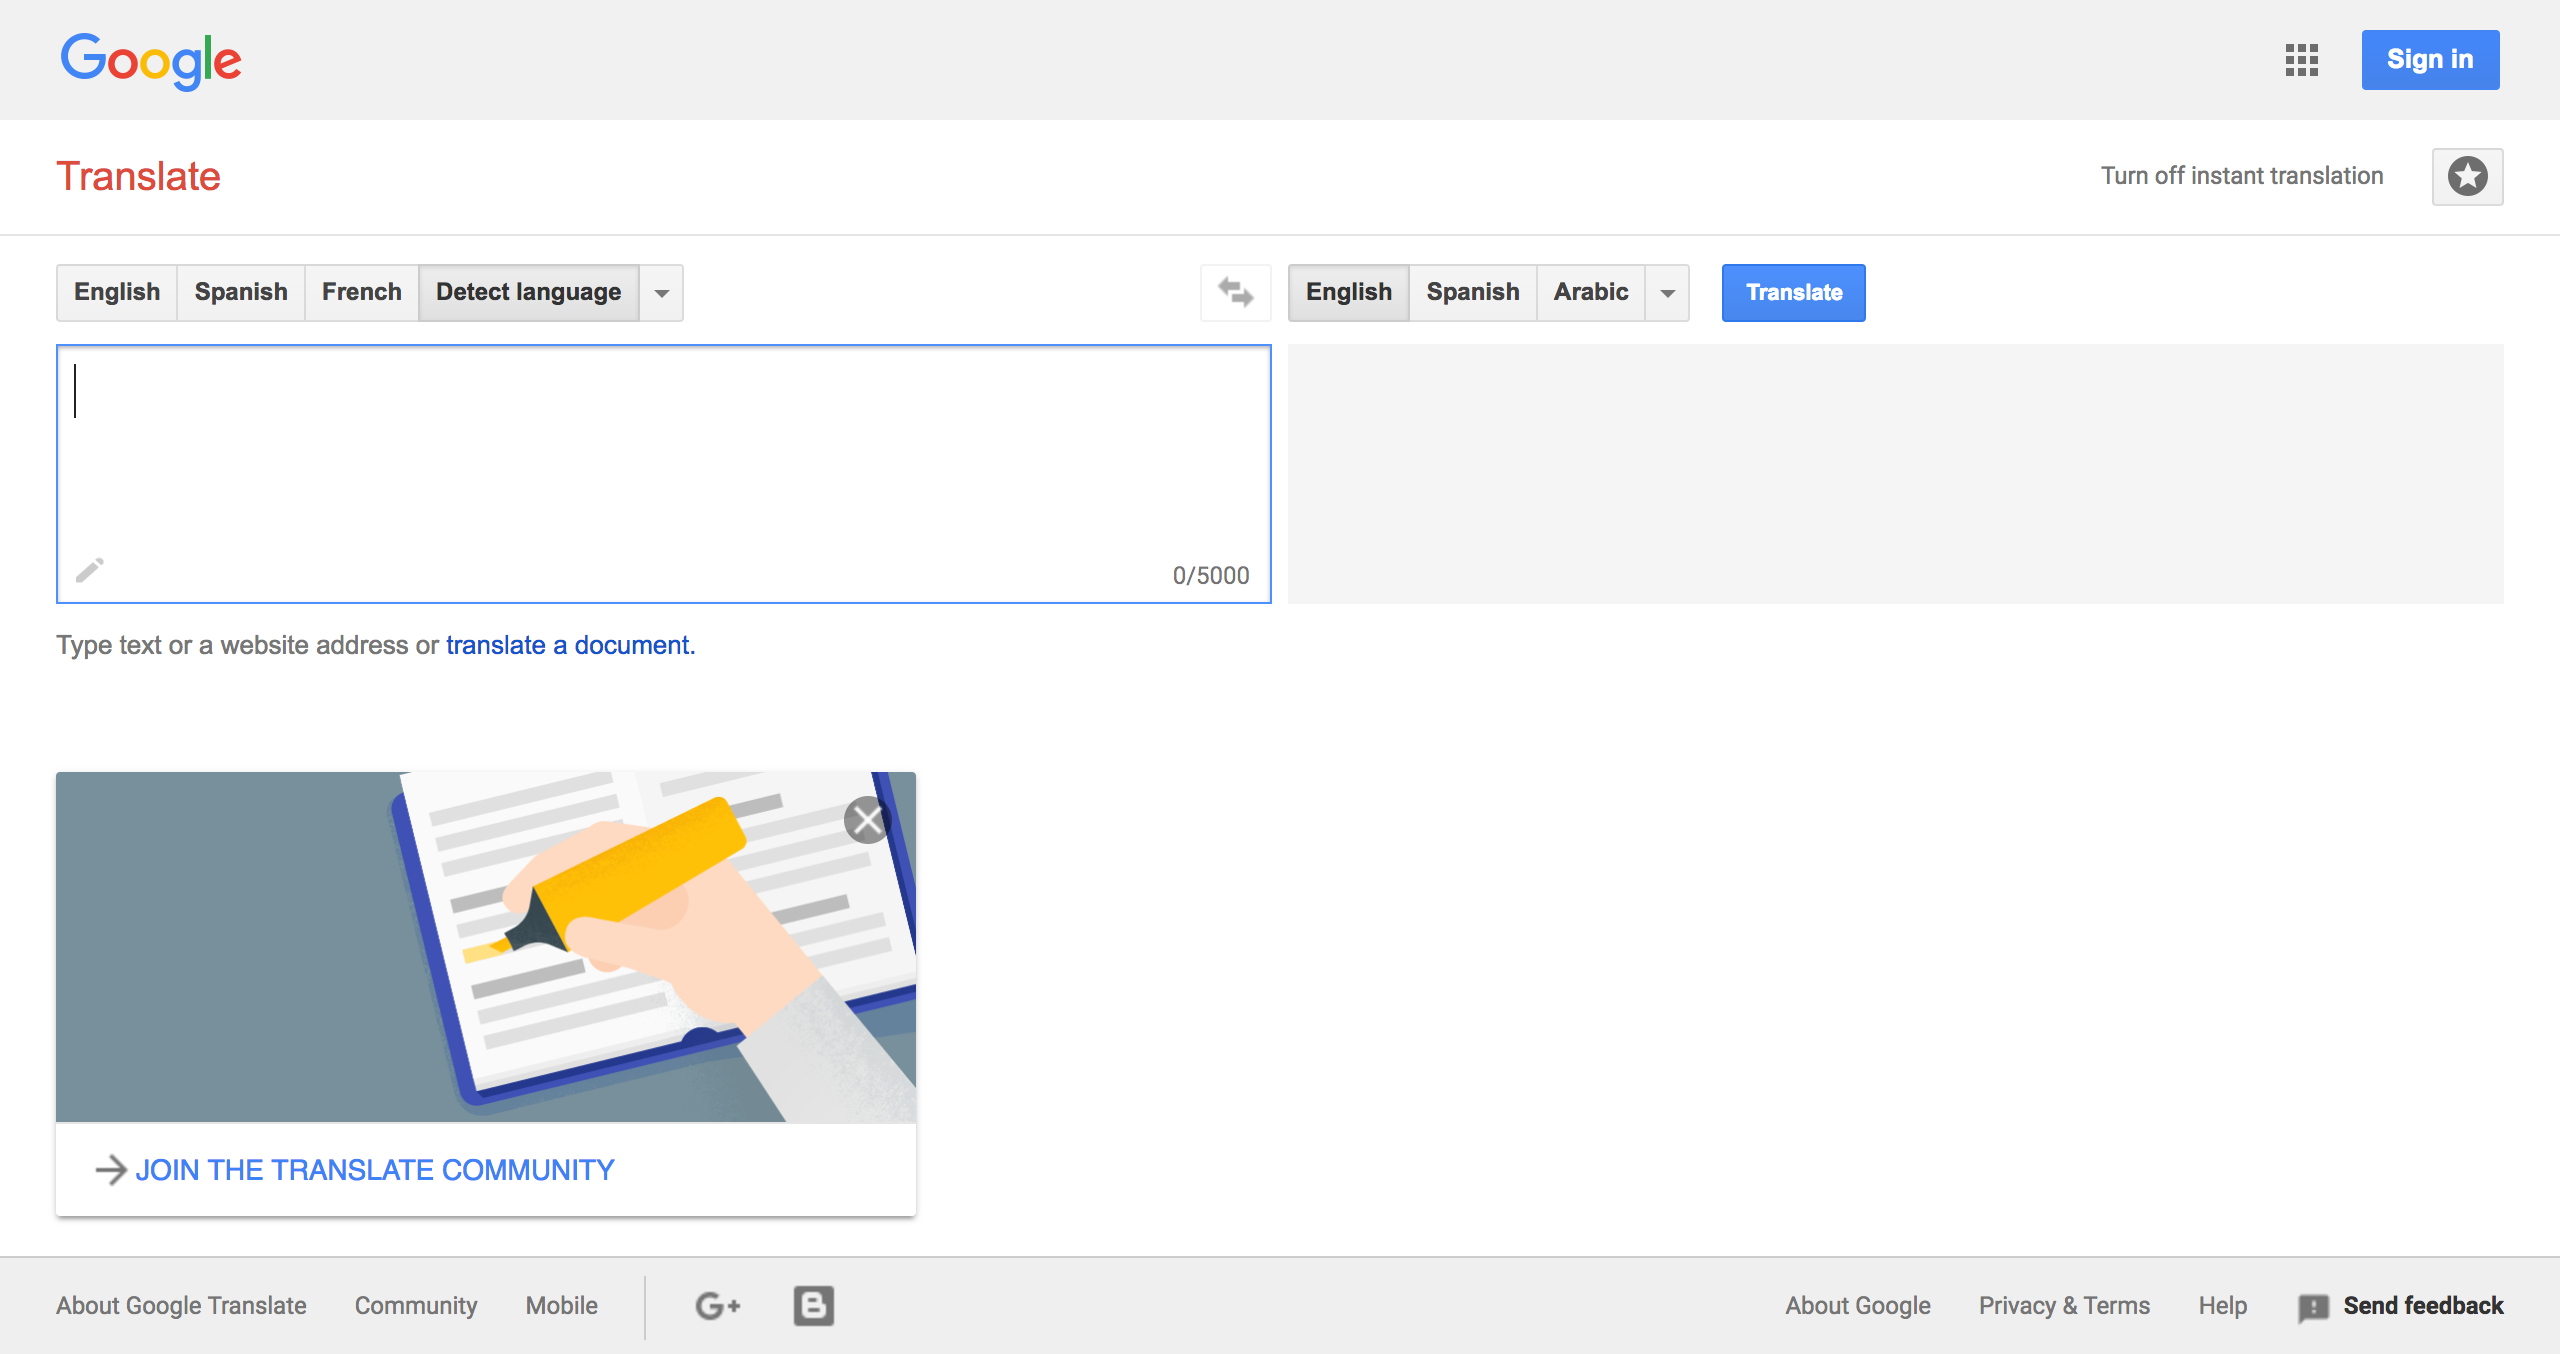 Google
Sign in
Translate
Turn off instant translation
English Spanish French Detect language
English Spanish Arabic
Translate
0/5000
Type text or a website address or translate a document.
JOIN THE TRANSLATE COMMUNITY
About Google Translate Community Mobile G+ B About Google Privacy & Terms Help Send feedback